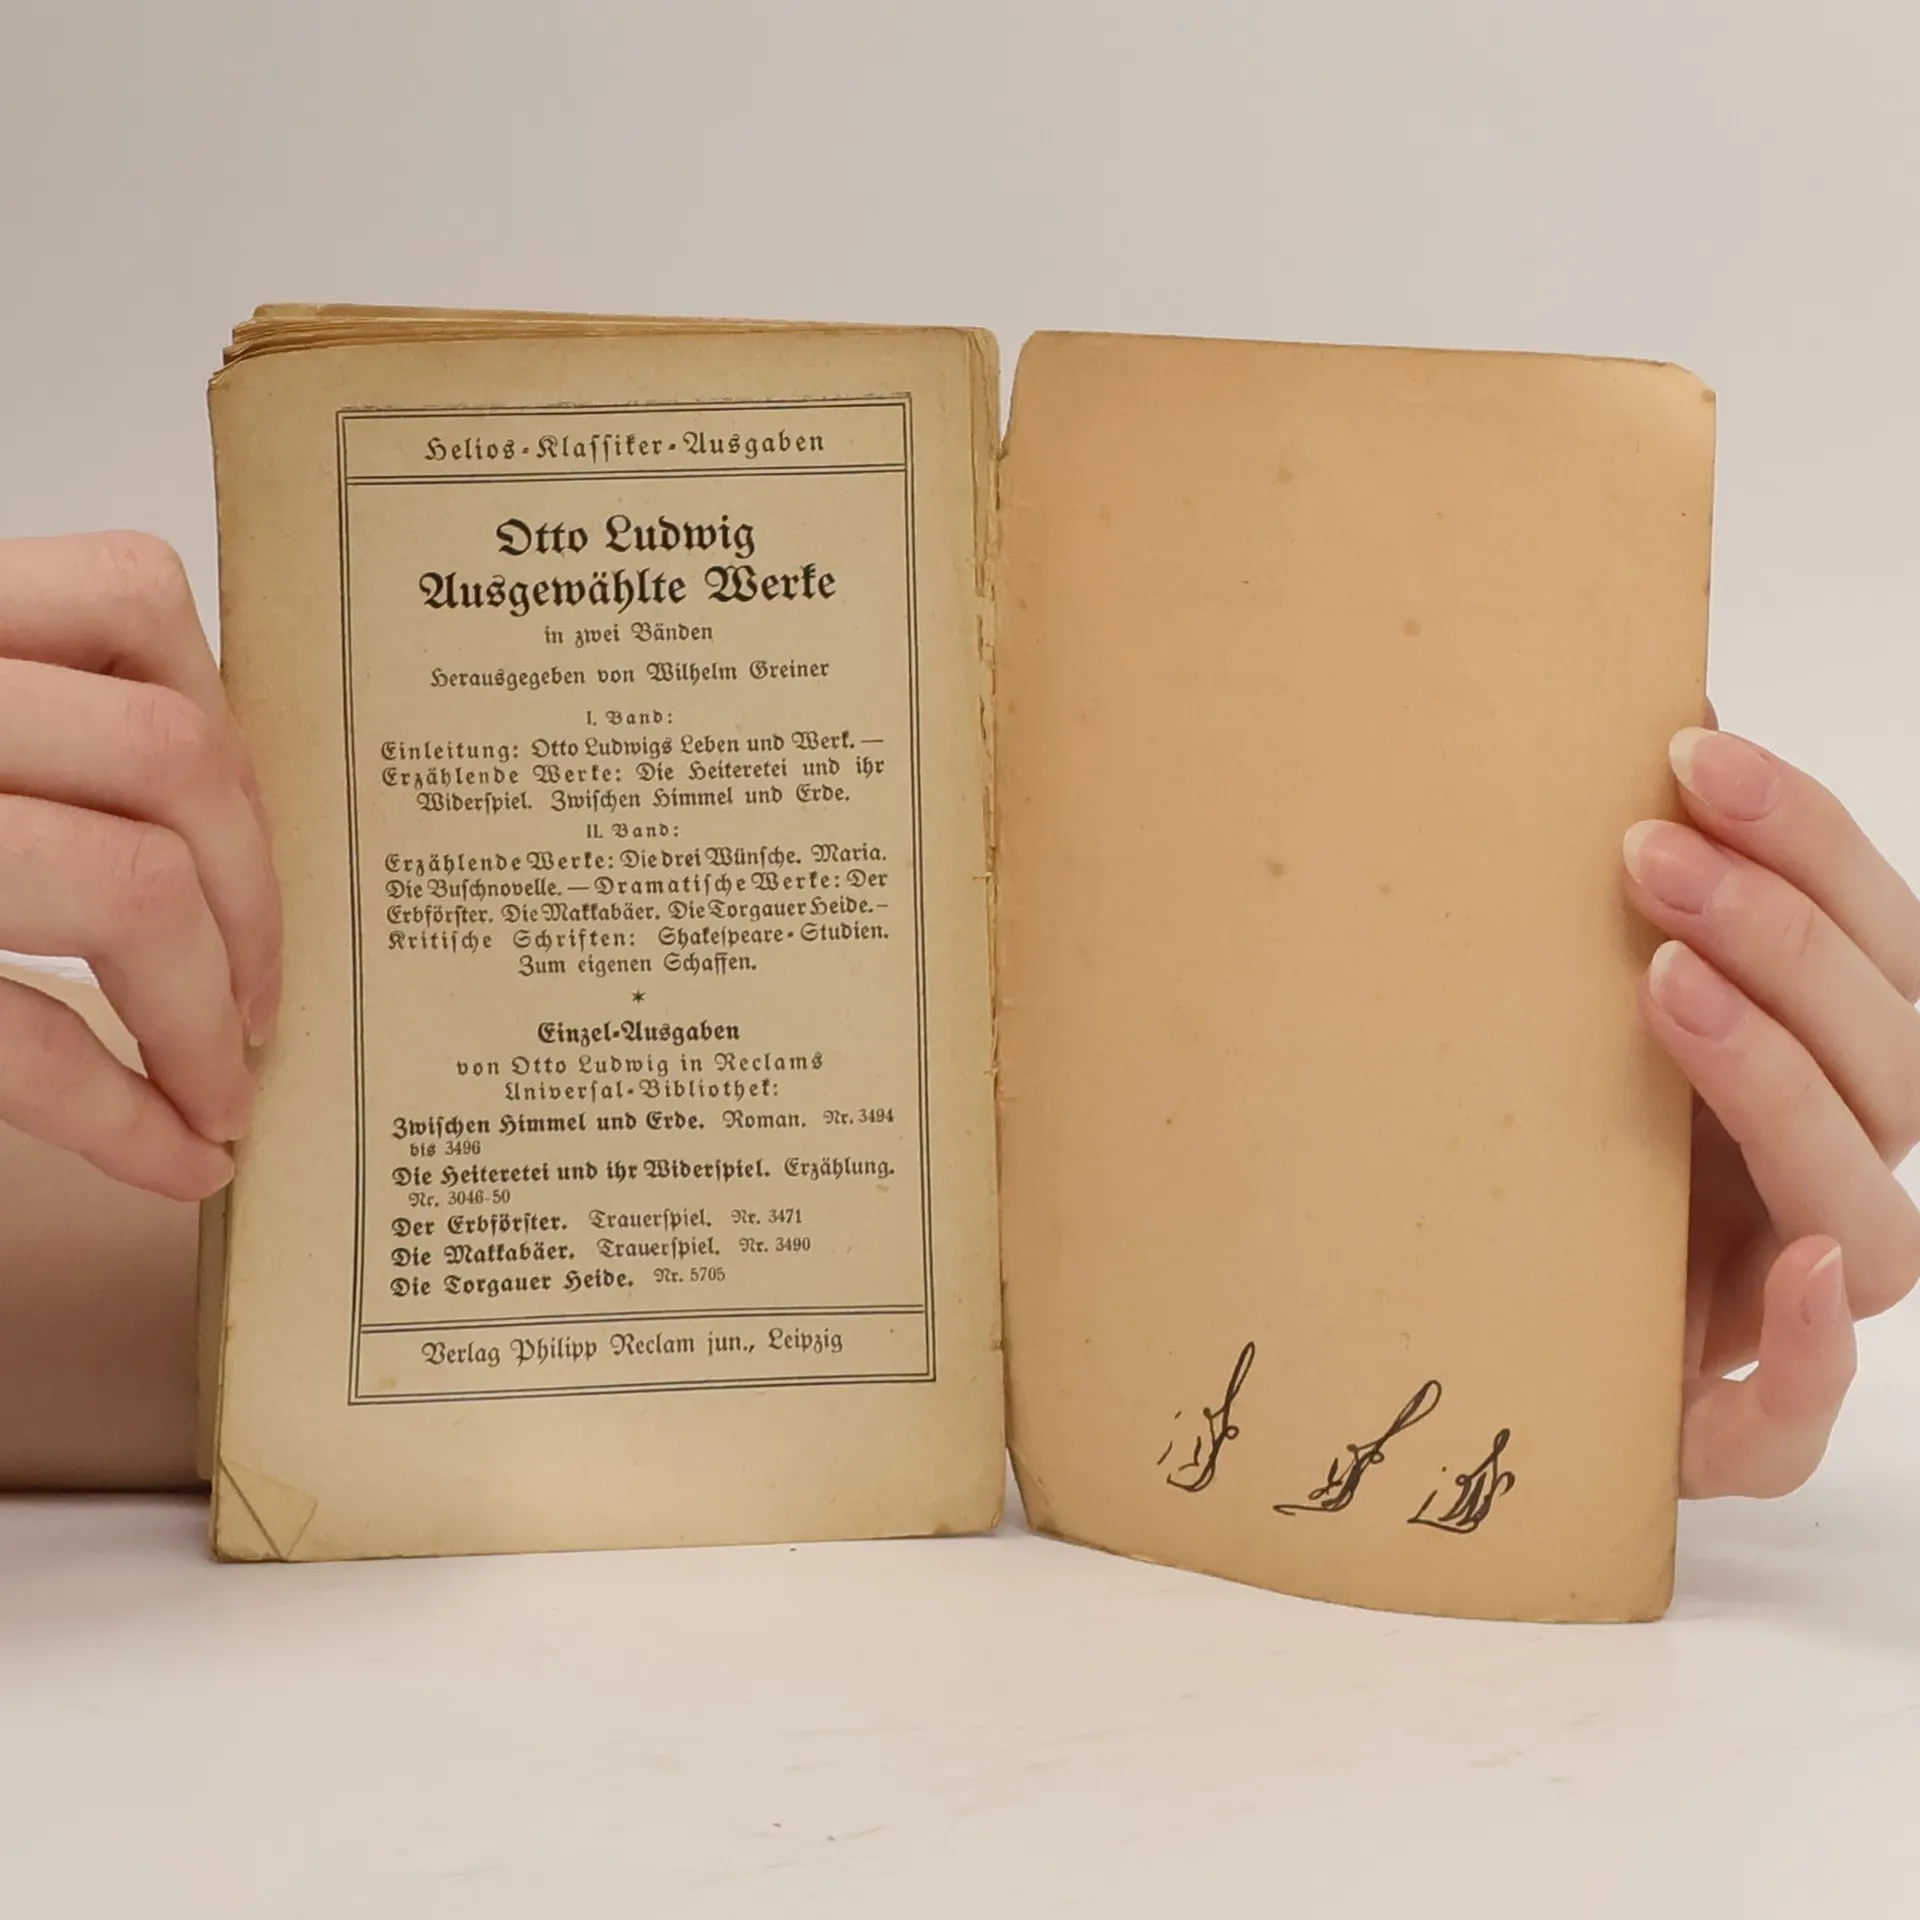 Helios-Klassiker-Ausgaben
Otto Ludwig
Ausgewählte Werke
in zwei Bänden
Herausgegeben von Wilhelm Greiner
I. Band:
Einleitung: Otto Ludwigs Leben und Werk. —
Erzählende Werke: Die Heiteretei und ihr
Widerspiel. Zwischen Himmel und Erde.
II. Band:
Erzählende Werke: Die drei Wünsche. Maria.
Die Buschnovelle. — Dramatische Werke: Der
Erbförster. Die Makkabäer. Die Torgauer Heide. –
Kritische Schriften: Shakespeare-Studien.
Zum eigenen Schaffen.
*
Einzel-Ausgaben
von Otto Ludwig in Reclams
Universal-Bibliothek:
Zwischen Himmel und Erde. Roman. Nr. 3494
bis 3496
Die Heiteretei und ihr Widerspiel. Erzählung.
Nr. 3046-50
Der Erbförster. Trauerspiel. Nr. 3471
Die Makkabäer. Trauerspiel. Nr. 3490
Die Torgauer Heide. Nr. 5705
Verlag Philipp Reclam jun., Leipzig